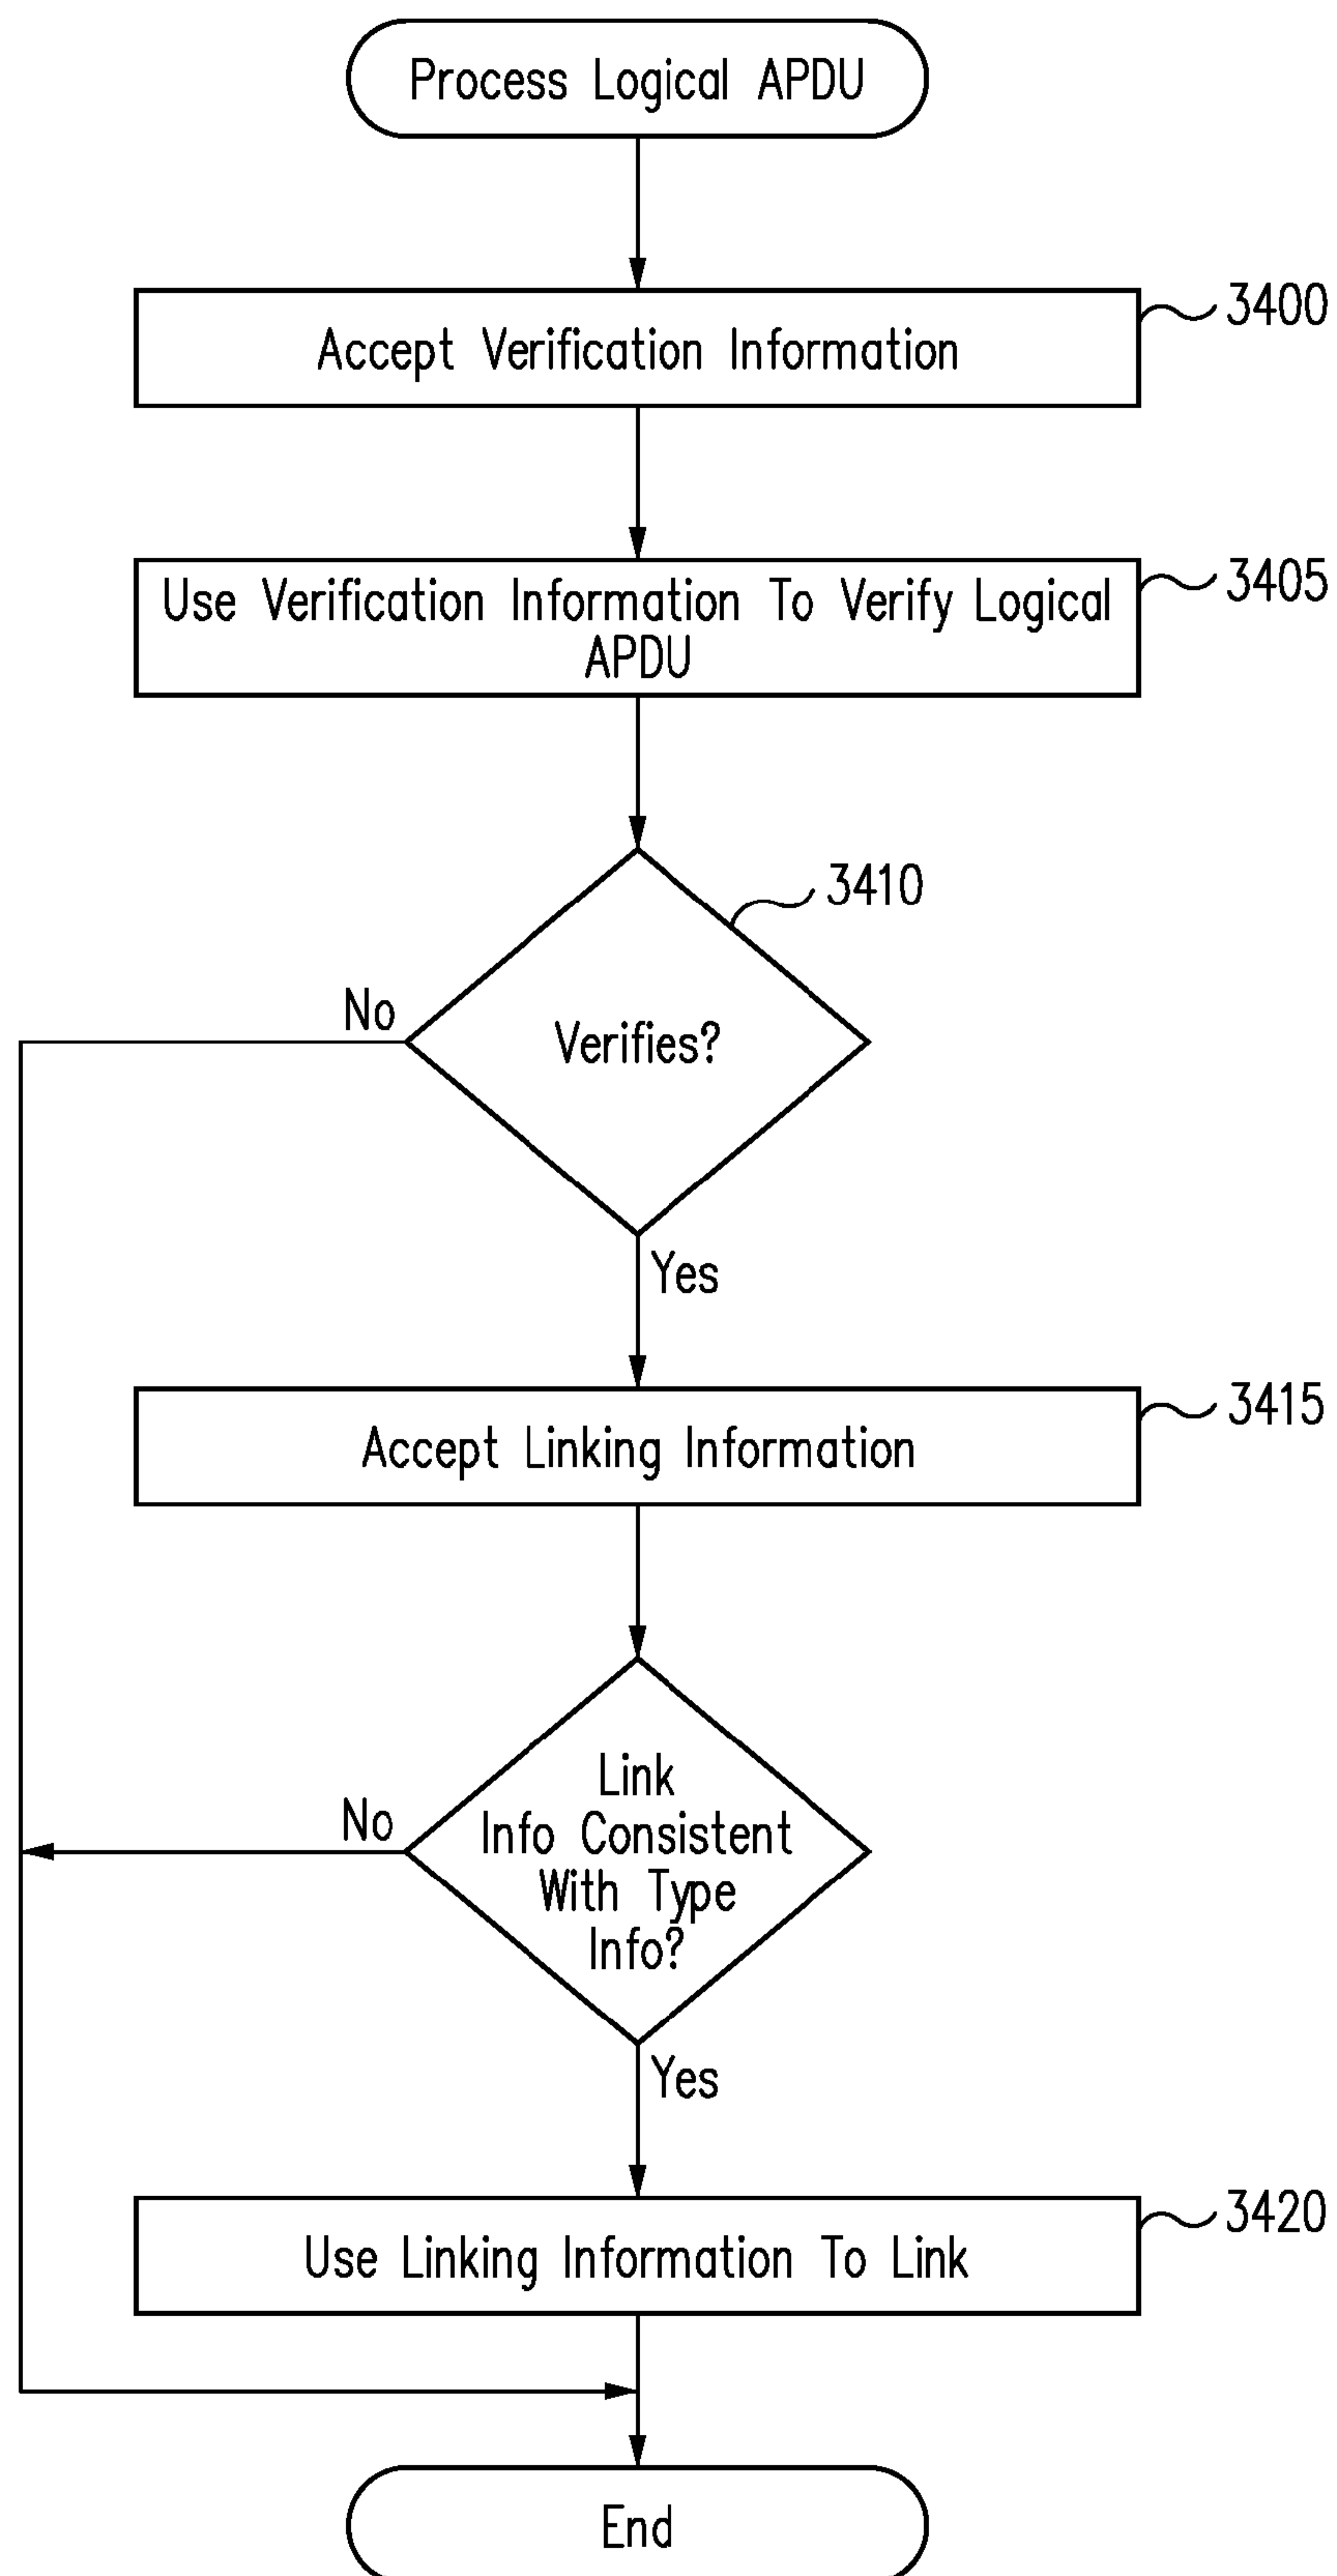 Process Logical APDU
3400
Accept Verification Information
3405
Use Verification Information To Verify Logical
APDU
3410
No
Verifies?
Yes
3415
Accept Linking Information
No
Link
Info Consistent
With Type
Info?
Yes
3420
Use Linking Information To Link
End